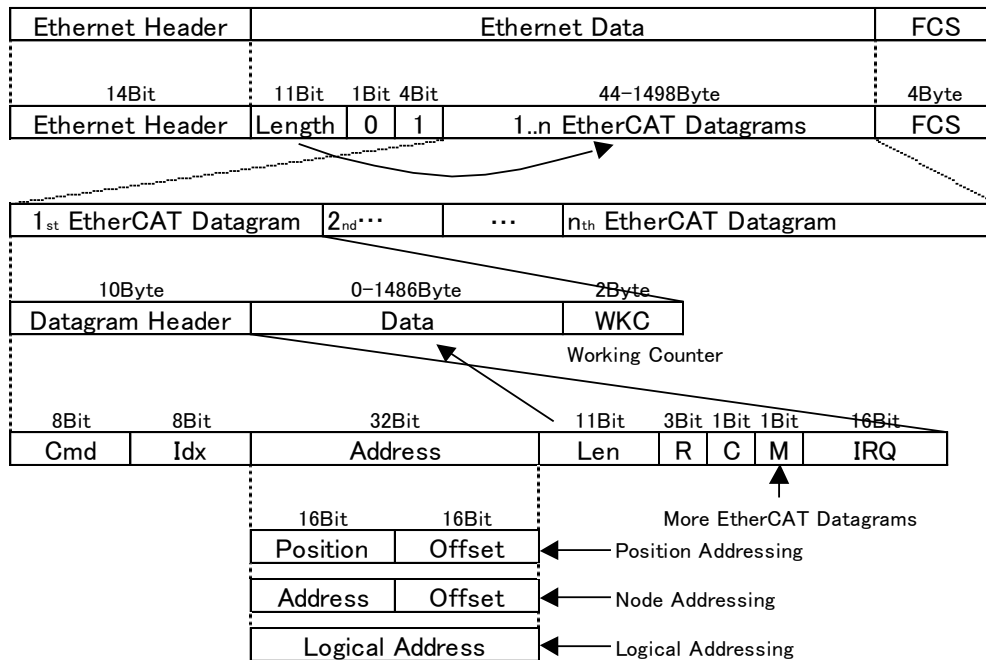 Ethernet Header Ethernet Data FCS
14Bit 11Bit 1Bit 4Bit 44-1498Byte 4Byte
Ethernet Header Length 0 1 1..n EtherCAT Datagrams FCS
1st EtherCAT Datagram 2nd… … nth EtherCAT Datagram
10Byte 0-1486Byte 2Byte
Datagram Header Data WKC
Working Counter
8Bit 8Bit 32Bit 11Bit 3Bit 1Bit 1Bit 16Bit
Cmd Idx Address Len R C M IRQ
16Bit 16Bit More EtherCAT Datagrams
Position Offset Position Addressing
Address Offset Node Addressing
Logical Address Logical Addressing